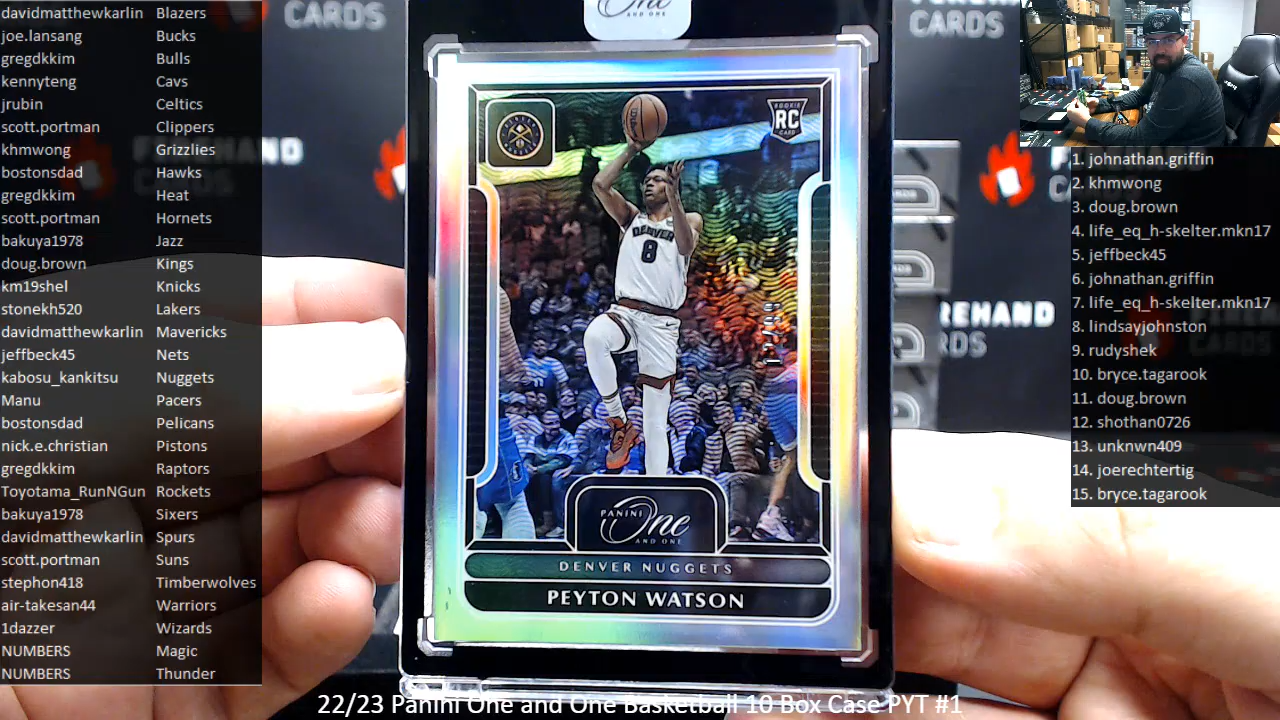 davidmatthewkarlin Blazers
joe.lansang Bucks
gregdkkim Bulls
kennyteng Cavs
jrubin Celtics
scott.portman Clippers
khmwong Grizzlies
bostonsdad Hawks
gregdkkim Heat
scott.portman Hornets
bakuya1978 Jazz
doug.brown Kings
km19shel Knicks
stonekh520 Lakers
davidmatthewkarlin Mavericks
jeffbeck45 Nets
kabosu_kankitsu Nuggets
Manu Pacers
bostonsdad Pelicans
nick.e.christian Pistons
gregdkkim Raptors
Toyotama_RunNGun Rockets
bakuya1978 Sixers
davidmatthewkarlin Spurs
scott.portman Suns
stephon418 Timberwolves
air-takesan44 Warriors
1dazzer Wizards
NUMBERS Magic
NUMBERS Thunder
CARDS
One
AND ONE
CARDS
ROOKIE
RC
CARD
DENVER
8
PANINI
One
AND ONE
DENVER NUGGETS
PEYTON WATSON
1. johnathan.griffin
2. khmwong
3. doug.brown
4. life_eq_h-skelter.mkn17
5. jeffbeck45
6. johnathan.griffin
7. life_eq_h-skelter.mkn17
8. lindsayjohnston
9. rudyshek
10. bryce.tagarook
11. doug.brown
12. shothan0726
13. unknwn409
14. joerechtertig
15. bryce.tagarook
22/23 Panini One and One Basketball 10 Box Case PYT #1